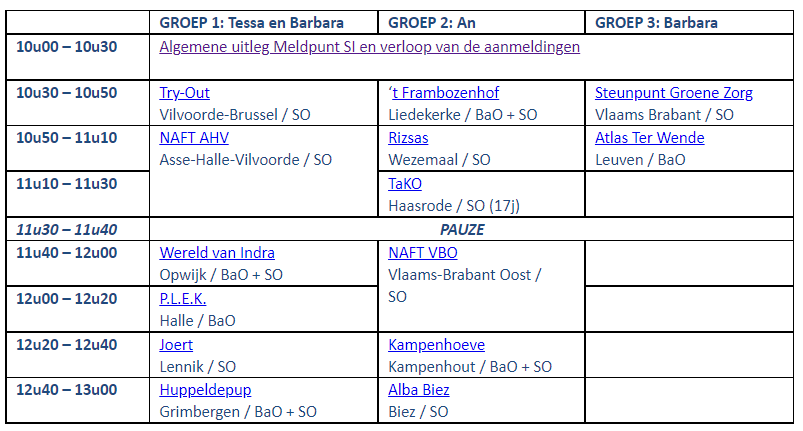 GROEP 1: Tessa en Barbara
GROEP 2: An
GROEP 3: Barbara
10u00 – 10u30
Algemene uitleg Meldpunt SI en verloop van de aanmeldingen
10u30 – 10u50
Try-Out
Vilvoorde-Brussel / SO
‘t Frambozenhof
Liedekerke / BaO + SO
Steunpunt Groene Zorg
Vlaams Brabant / SO
10u50 – 11u10
NAFT AHV
Asse-Halle-Vilvoorde / SO
Rizsas
Wezemaal / SO
Atlas Ter Wende
Leuven / BaO
11u10 – 11u30
TaKO
Haasrode / SO (17j)
11u30 – 11u40
PAUZE
11u40 – 12u00
Wereld van Indra
Opwijk / BaO + SO
NAFT VBO
Vlaams-Brabant Oost /
SO
12u00 – 12u20
P.L.E.K.
Halle / BaO
12u20 – 12u40
Joert
Lennik / SO
Kampenhoeve
Kampenhout / BaO + SO
12u40 – 13u00
Huppeldepup
Grimbergen / BaO + SO
Alba Biez
Biez / SO